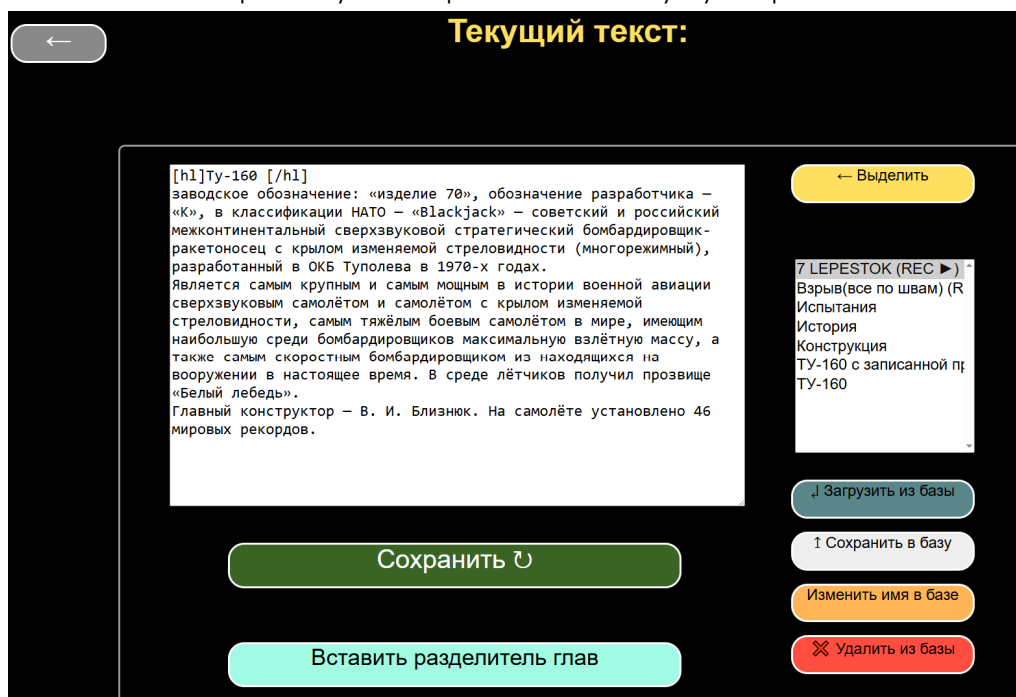 ←
Текущий текст:
[hl]Ту-160 [/hl]
заводское обозначение: «изделие 70», обозначение разработчика —
«К», в классификации НАТО — «Blackjack» — советский и российский
межконтинентальный сверхзвуковой стратегический бомбардировщик-
ракетоносец с крылом изменяемой стреловидности (многорежимный),
разработанный в ОКБ Туполева в 1970-х годах.
Является самым крупным и самым мощным в истории военной авиации
сверхзвуковым самолётом и самолётом с крылом изменяемой
стреловидности, самым тяжёлым боевым самолётом в мире, имеющим
наибольшую среди бомбардировщиков максимальную взлётную массу, а
также самым скоростным бомбардировщиком из находящихся на
вооружении в настоящее время. В среде лётчиков получил прозвище
«Белый лебедь».
Главный конструктор — В. И. Близнюк. На самолёте установлено 46
мировых рекордов.
Сохранить ↻
Вставить разделитель глав
← Выделить
7 LEPESTOK (REC ►)
Взрыв(все по швам) (R
Испытания
История
Конструкция
ТУ-160 с записанной
ТУ-160
↲ Загрузить из базы
↥ Сохранить в базу
Изменить имя в базе
✖ Удалить из базы